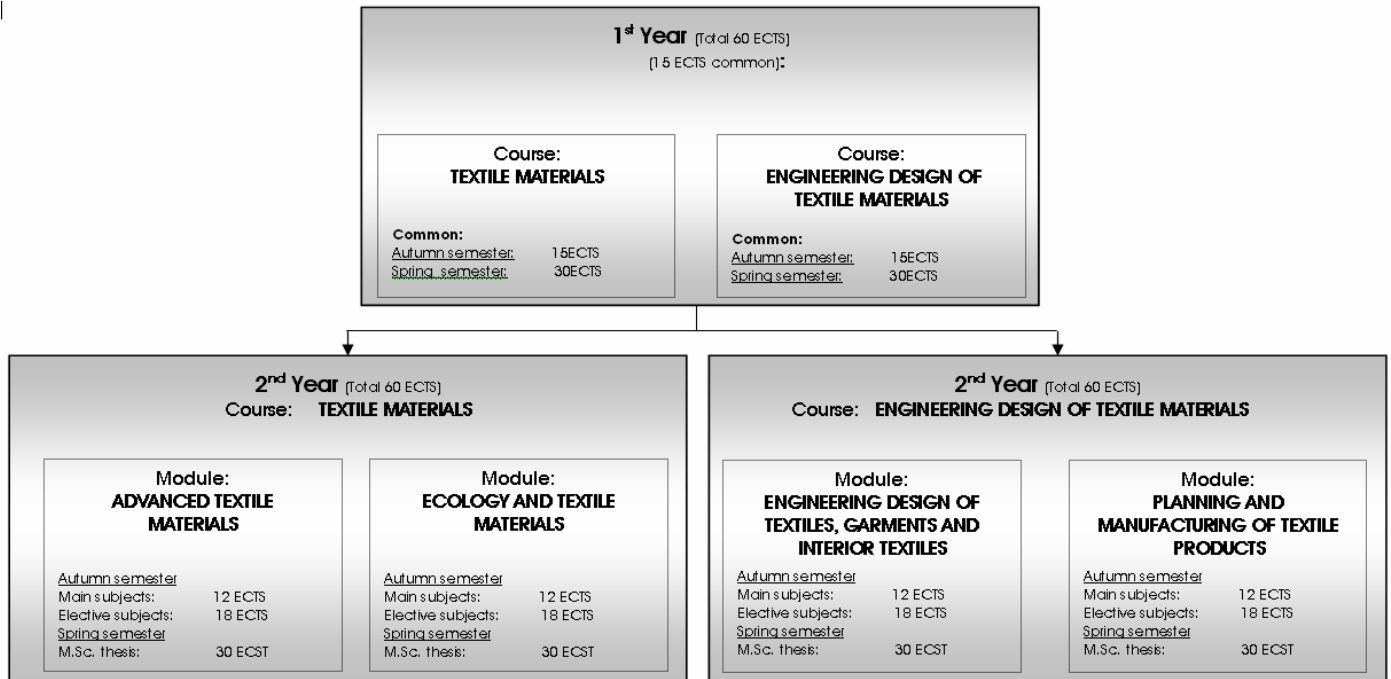 1st Year (Total 60 ECTS)
(15 ECTS common):
Course:
TEXTILE MATERIALS
Common:
Autumn semester: 15ECTS
Spring semester: 30ECTS
Course:
ENGINEERING DESIGN OF
TEXTILE MATERIALS
Common:
Autumn semester: 15ECTS
Spring semester: 30ECTS
2nd Year (Total 60 ECTS)
Course: TEXTILE MATERIALS
Module:
ADVANCED TEXTILE
MATERIALS
Autumn semester
Main subjects: 12 ECTS
Elective subjects: 18 ECTS
Spring semester
M.Sc. thesis: 30 ECST
Module:
ECOLOGY AND TEXTILE
MATERIALS
Autumn semester
Main subjects: 12 ECTS
Elective subjects: 18 ECTS
Spring semester
M.Sc. thesis: 30 ECST
2nd Year (Total 60 ECTS)
Course: ENGINEERING DESIGN OF TEXTILE MATERIALS
Module:
ENGINEERING DESIGN OF
TEXTILES, GARMENTS AND
INTERIOR TEXTILES
Autumn semester
Main subjects: 12 ECTS
Elective subjects: 18 ECTS
Spring semester
M.Sc. thesis: 30 ECST
Module:
PLANNING AND
MANUFACTURING OF TEXTILE
PRODUCTS
Autumn semester
Main subjects: 12 ECTS
Elective subjects: 18 ECTS
Spring semester
M.Sc. thesis: 30 ECST